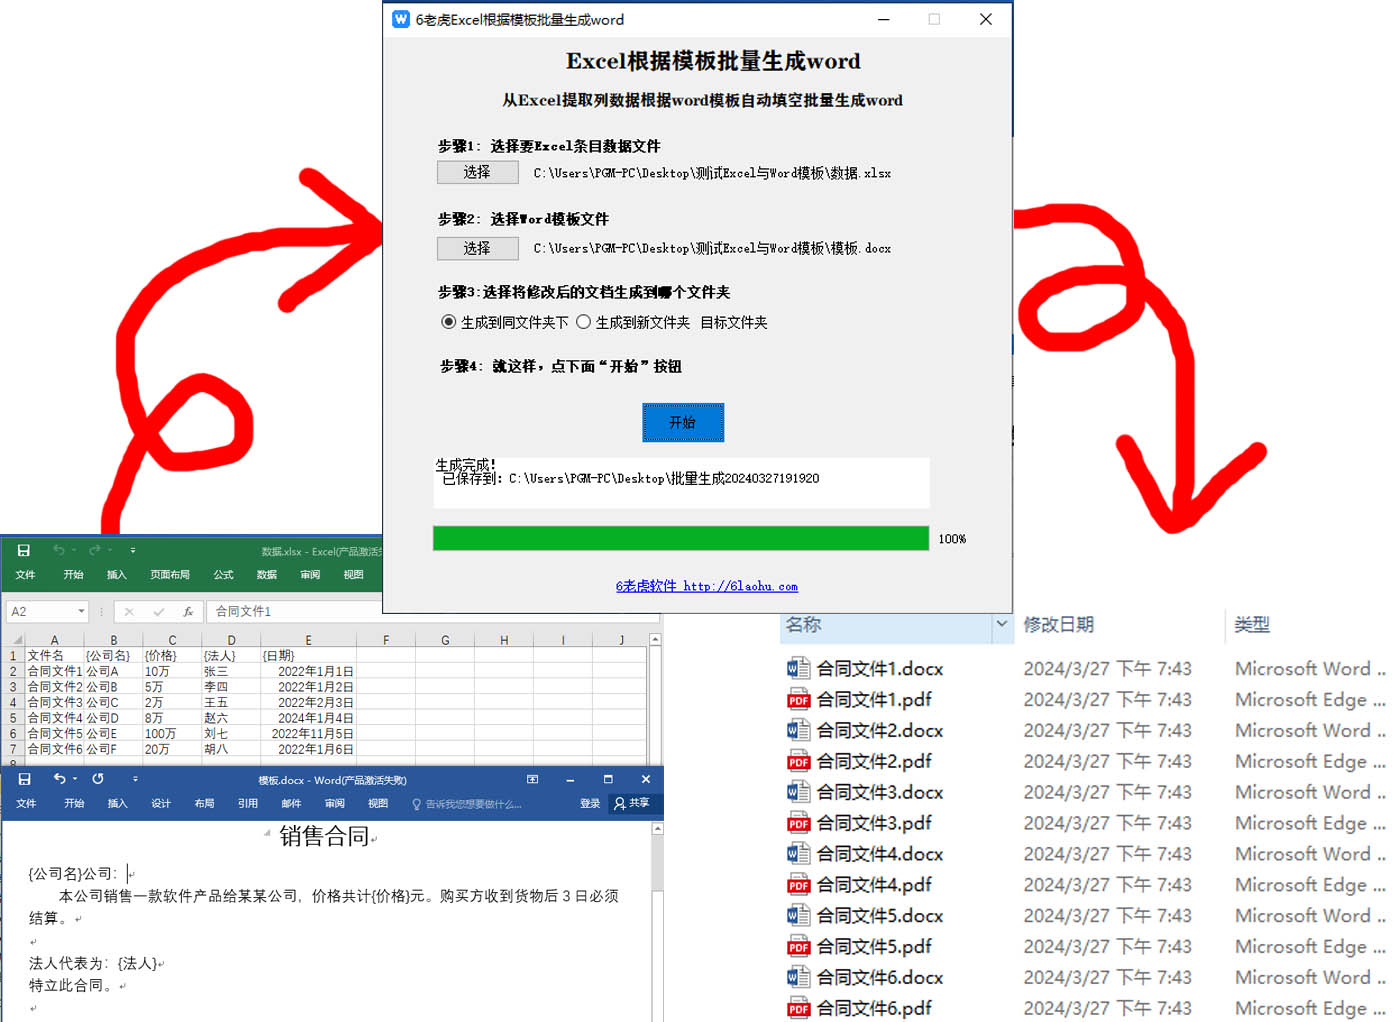 6老虎Excel根据模板批量生成word
Excel根据模板批量生成word
从Excel提取列数据根据word模板自动填空批量生成word
步骤1: 选择要Excel条目数据文件
选择 C:\Users\PGM-PC\Desktop\测试Excel与Word模板\数据.xlsx
步骤2: 选择Word模板文件
选择 C:\Users\PGM-PC\Desktop\测试Excel与Word模板\模板.docx
步骤3:选择将修改后的文档生成到哪个文件夹
生成到同文件夹下 生成到新文件夹 目标文件夹
步骤4: 就这样，点下面“开始”按钮
开始
生成完成!
已保存到: C:\Users\PGM-PC\Desktop\批量生成20240327191920
100%
6老虎软件 http://6laohu.com
数据.xlsx - Excel(产品激活失
文件 开始 插入 页面布局 公式 数据 审阅 视图
A2 fx 合同文件1
A B C D E F G H I J
1 文件名 {公司名} {价格} {法人} {日期}
2 合同文件1 公司A 10万 张三 2022年1月1日
3 合同文件2 公司B 5万 李四 2022年1月2日
4 合同文件3 公司C 2万 王五 2022年2月3日
5 合同文件4 公司D 8万 赵六 2024年1月4日
6 合同文件5 公司E 100万 刘七 2022年11月5日
7 合同文件6 公司F 20万 胡八 2022年1月6日
8
模板.docx - Word(产品激活失败)
文件 开始 插入 设计 布局 引用 邮件 审阅 视图 告诉我您想要做什么... 登录 共享
销售合同
{公司名}公司：
本公司销售一款软件产品给某某公司，价格共计{价格}元。购买方收到货物后 3 日必须
结算。
法人代表为：{法人}
特立此合同。
名称 修改日期 类型
合同文件1.docx 2024/3/27 下午 7:43 Microsoft Word ..
合同文件1.pdf 2024/3/27 下午 7:43 Microsoft Edge ...
合同文件2.docx 2024/3/27 下午 7:43 Microsoft Word ..
合同文件2.pdf 2024/3/27 下午 7:43 Microsoft Edge ...
合同文件3.docx 2024/3/27 下午 7:43 Microsoft Word ..
合同文件3.pdf 2024/3/27 下午 7:43 Microsoft Edge ...
合同文件4.docx 2024/3/27 下午 7:43 Microsoft Word ..
合同文件4.pdf 2024/3/27 下午 7:43 Microsoft Edge ...
合同文件5.docx 2024/3/27 下午 7:43 Microsoft Word ..
合同文件5.pdf 2024/3/27 下午 7:43 Microsoft Edge ...
合同文件6.docx 2024/3/27 下午 7:43 Microsoft Word ..
合同文件6.pdf 2024/3/27 下午 7:43 Microsoft Edge ...